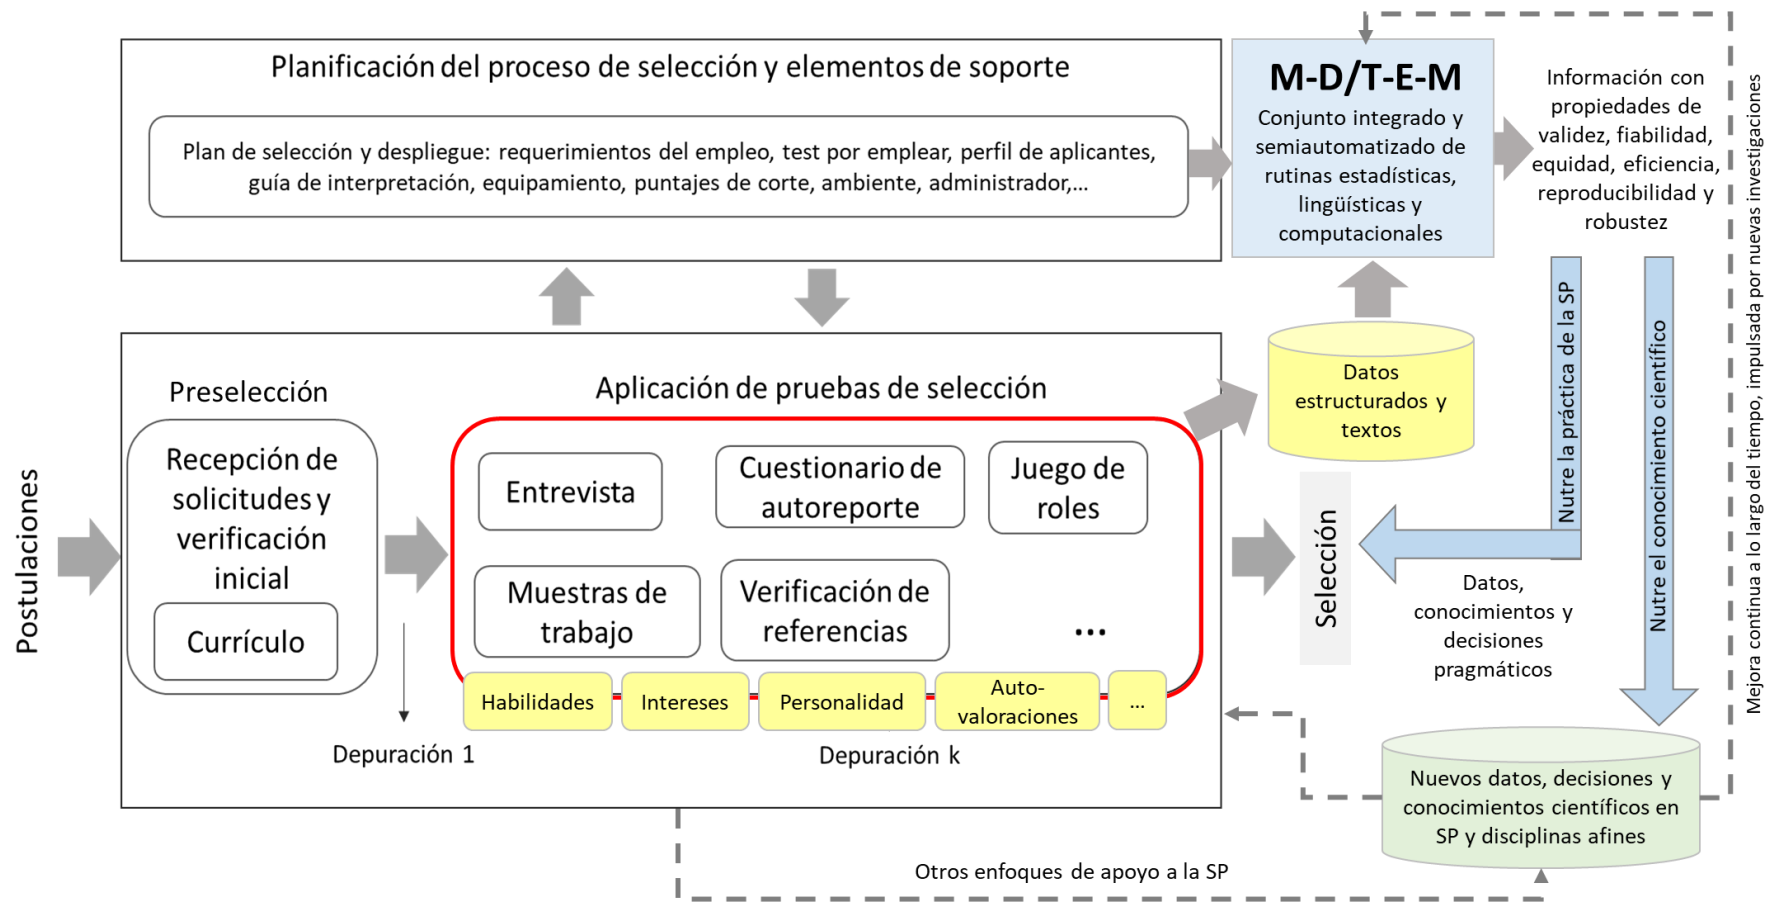 Planificación del proceso de selección y elementos de soporte
Plan de selección y despliegue: requerimientos del empleo, test por emplear, perfil de aplicantes,
guía de interpretación, equipamiento, puntajes de corte, ambiente, administrador,...
M-D/T-E-M
Conjunto integrado y
semiautomatizado de
rutinas estadísticas,
lingüísticas y
computacionales
Información con
propiedades de
validez, fiabilidad,
equidad, eficiencia,
reproducibilidad y
robustez
Mejora continua a lo largo del tiempo, impulsada por nuevas investigaciones
Nutre la práctica de la SP
Nutre el conocimiento científico
Datos
estructurados y
textos
Postulaciones
Preselección
Recepción de
solicitudes y
verificación
inicial
Currículo
Aplicación de pruebas de selección
Entrevista
Cuestionario de
autoreporte
Juego de
roles
Muestras de
trabajo
Verificación de
referencias
...
Habilidades
Intereses
Personalidad
Auto-
valoraciones
...
Depuración 1
Depuración k
Selección
Datos,
conocimientos y
decisiones
pragmáticos
Nuevos datos, decisiones y
conocimientos científicos en
SP y disciplinas afines
Otros enfoques de apoyo a la SP